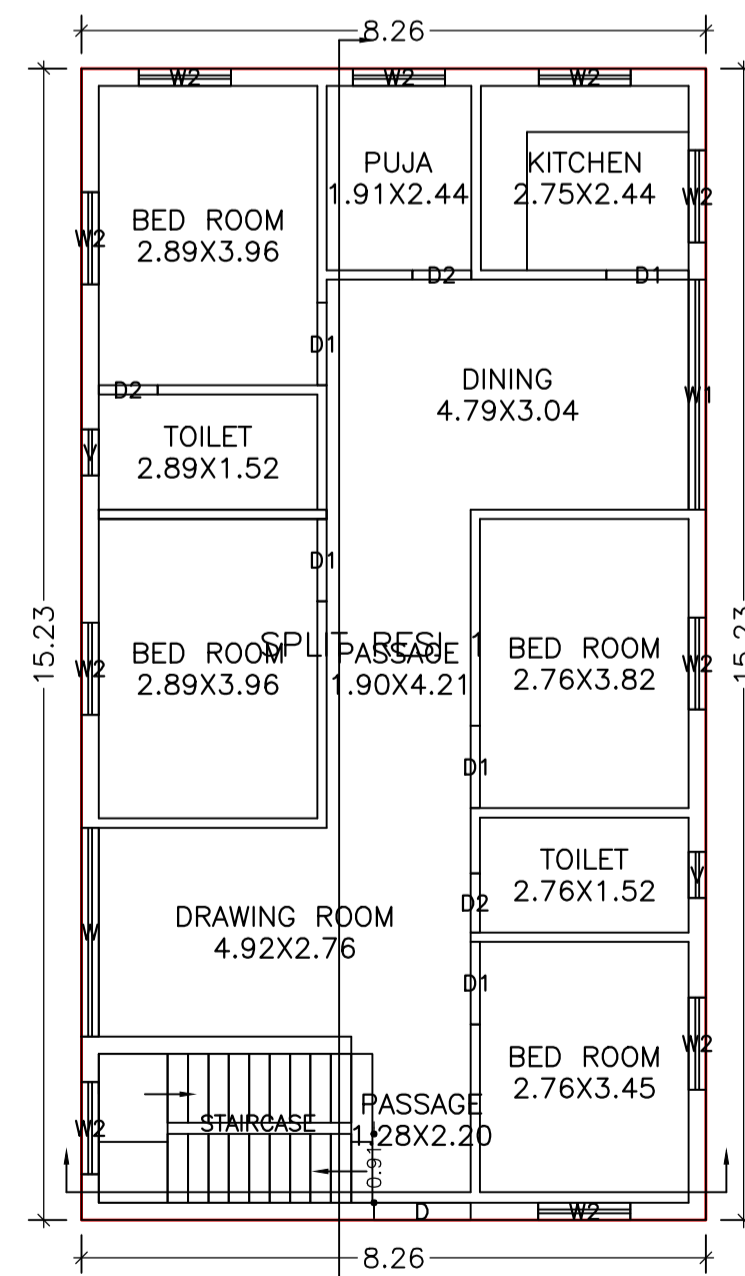 8.26
W2
W2
W2
PUJA
1.91X2.44
KITCHEN
2.75X2.44
W2
BED ROOM
2.89X3.96
W2
D2
D1
D1
DINING
4.79X3.04
D2
W1
TOILET
2.89X1.52
V
D1
15.23
15.23
SPLIT RESI 1
BED ROOM
2.89X3.96
W2
PASSAGE
1.90X4.21
BED ROOM
2.76X3.82
W2
D1
TOILET
2.76X1.52
V
D2
W
DRAWING ROOM
4.92X2.76
D1
W2
BED ROOM
2.76X3.45
PASSAGE
1.28X2.20
STAIRCASE
W2
0.91
D
W2
8.26